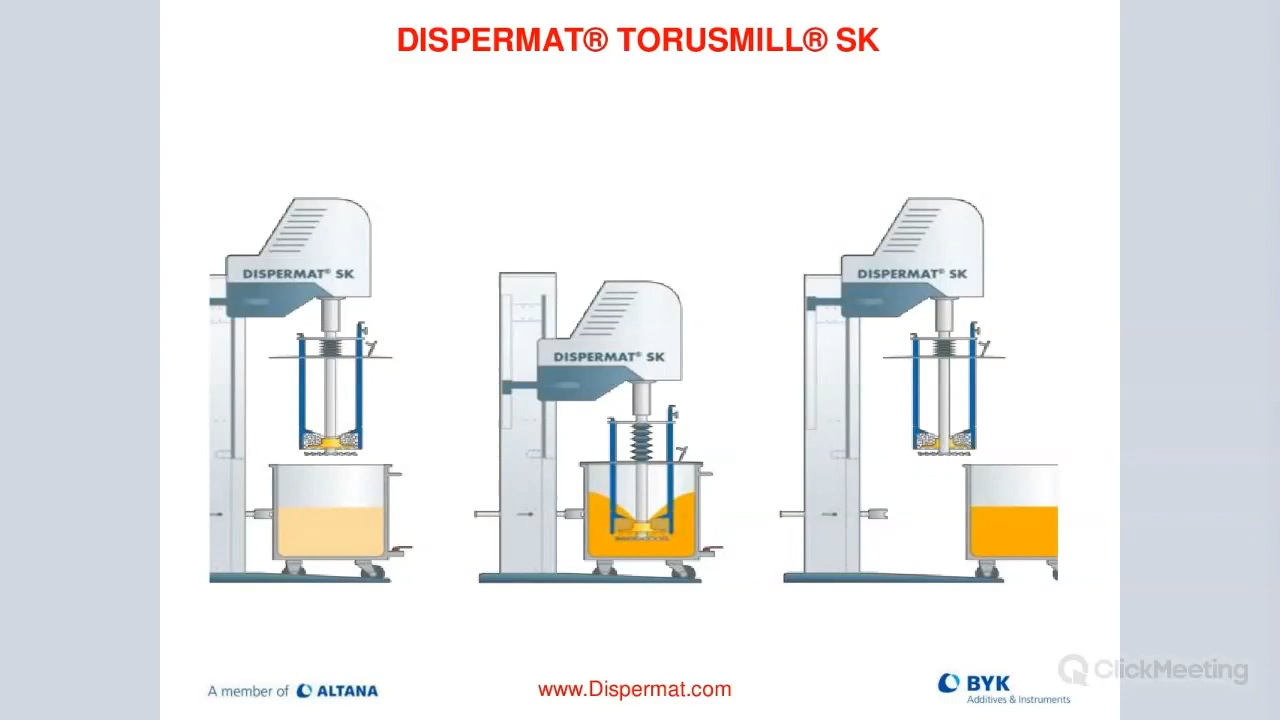 DISPERMAT® TORUSMILL® SK
DISPERMAT® SK
DISPERMAT® SK
DISPERMAT® SK
A member of ALTANA
www.Dispermat.com
BYK
Additives & Instruments
ClickMeeting